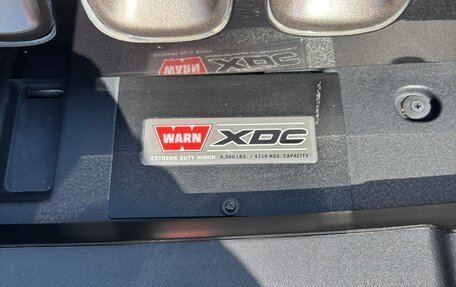 WARN XDC
EXTREME DUTY WINCH 9,500 LBS. / 4310 KGS. CAPACITY